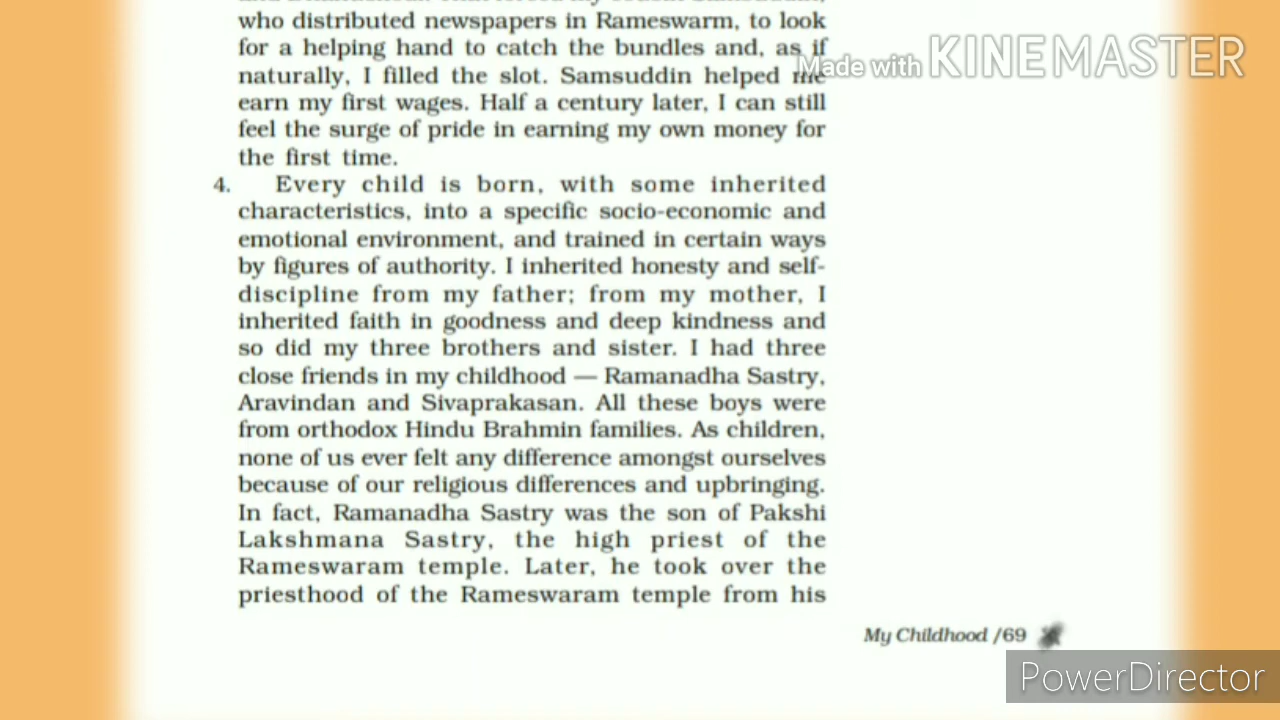 who distributed newspapers in Rameswarm, to look
for a helping hand to catch the bundles and, as if
naturally, I filled the slot. Samsuddin helped me
earn my first wages. Half a century later, I can still
feel the surge of pride in earning my own money for
the first time.
4. Every child is born, with some inherited
characteristics, into a specific socio-economic and
emotional environment, and trained in certain ways
by figures of authority. I inherited honesty and self-
discipline from my father; from my mother, I
inherited faith in goodness and deep kindness and
so did my three brothers and sister. I had three
close friends in my childhood — Ramanadha Sastry,
Aravindan and Sivaprakasan. All these boys were
from orthodox Hindu Brahmin families. As children,
none of us ever felt any difference amongst ourselves
because of our religious differences and upbringing.
In fact, Ramanadha Sastry was the son of Pakshi
Lakshmana Sastry, the high priest of the
Rameswaram temple. Later, he took over the
priesthood of the Rameswaram temple from his
My Childhood /69
Made with KINEMASTER
PowerDirector